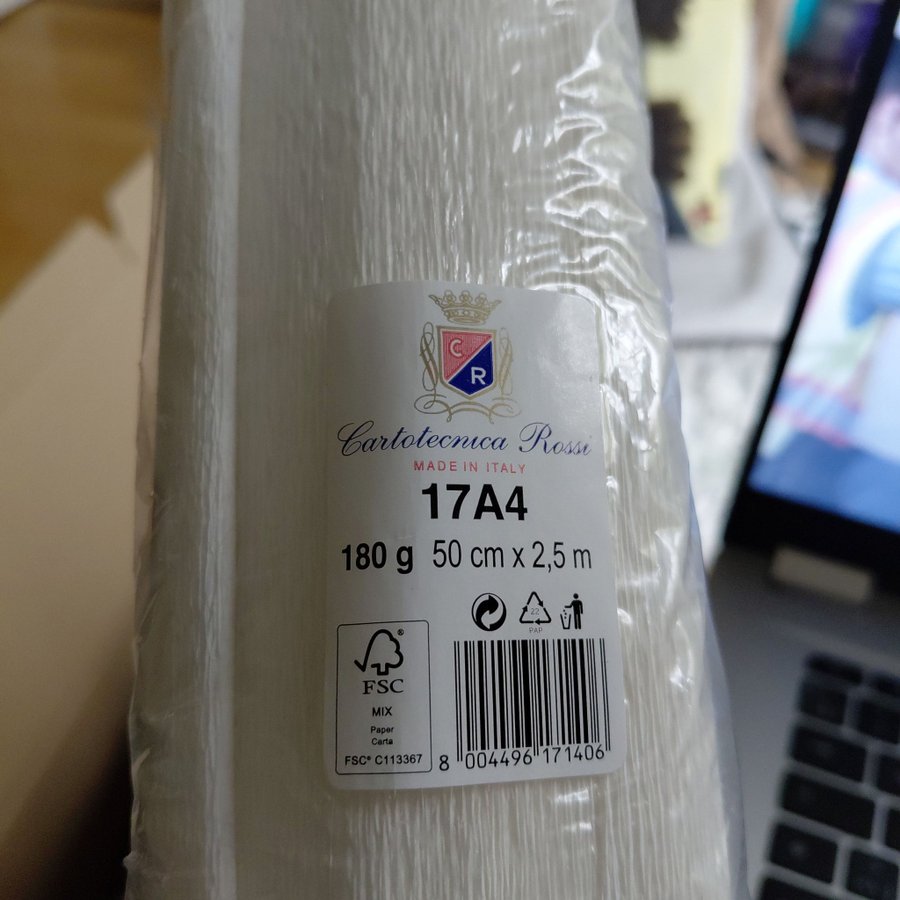 C
R
Cartotecnica Rossi
MADE IN ITALY
17A4
180 g 50 cm x 2,5 m
22
PAP
FSC®
MIX
Paper
Carta
FSC® C113367
8 004496 171406